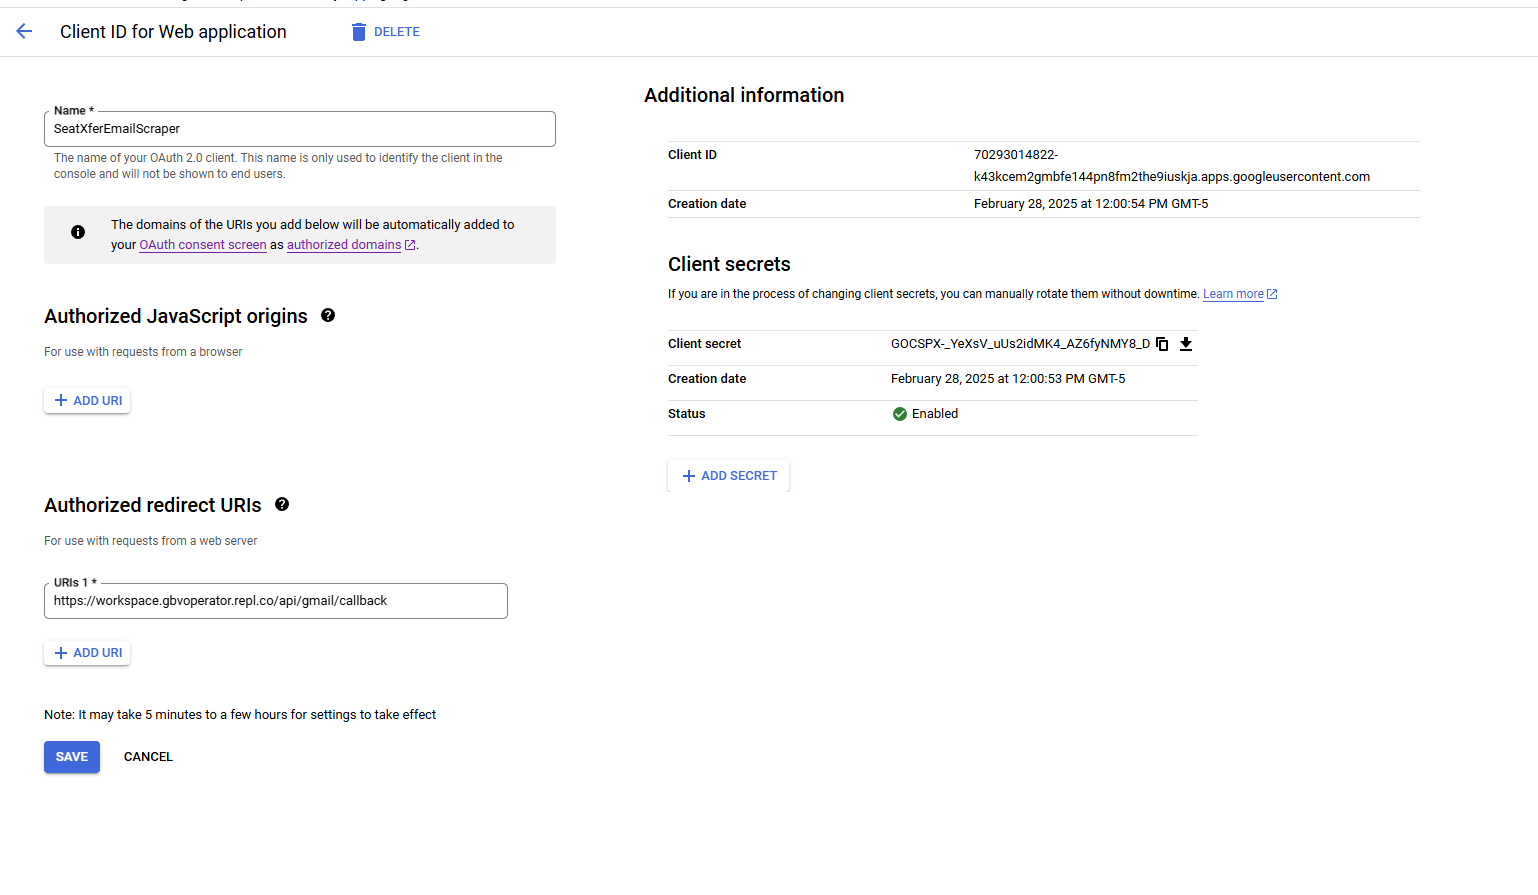 Client ID for Web application
DELETE
Name *
SeatXferEmailScraper
The name of your OAuth 2.0 client. This name is only used to identify the client in the
console and will not be shown to end users.
The domains of the URIs you add below will be automatically added to
your OAuth consent screen as authorized domains.
Authorized JavaScript origins
For use with requests from a browser
ADD URI
Authorized redirect URIs
For use with requests from a web server
URIs 1 *
https://workspace.gbvoperator.repl.co/api/gmail/callback
ADD URI
Note: It may take 5 minutes to a few hours for settings to take effect
SAVE
CANCEL
Additional information
Client ID
70293014822-
k43kcem2gmbfe144pn8fm2the9iuskja.apps.googleusercontent.com
Creation date
February 28, 2025 at 12:00:54 PM GMT-5
Client secrets
If you are in the process of changing client secrets, you can manually rotate them without downtime. Learn more
Client secret
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
Creation date
February 28, 2025 at 12:00:53 PM GMT-5
Status
Enabled
ADD SECRET